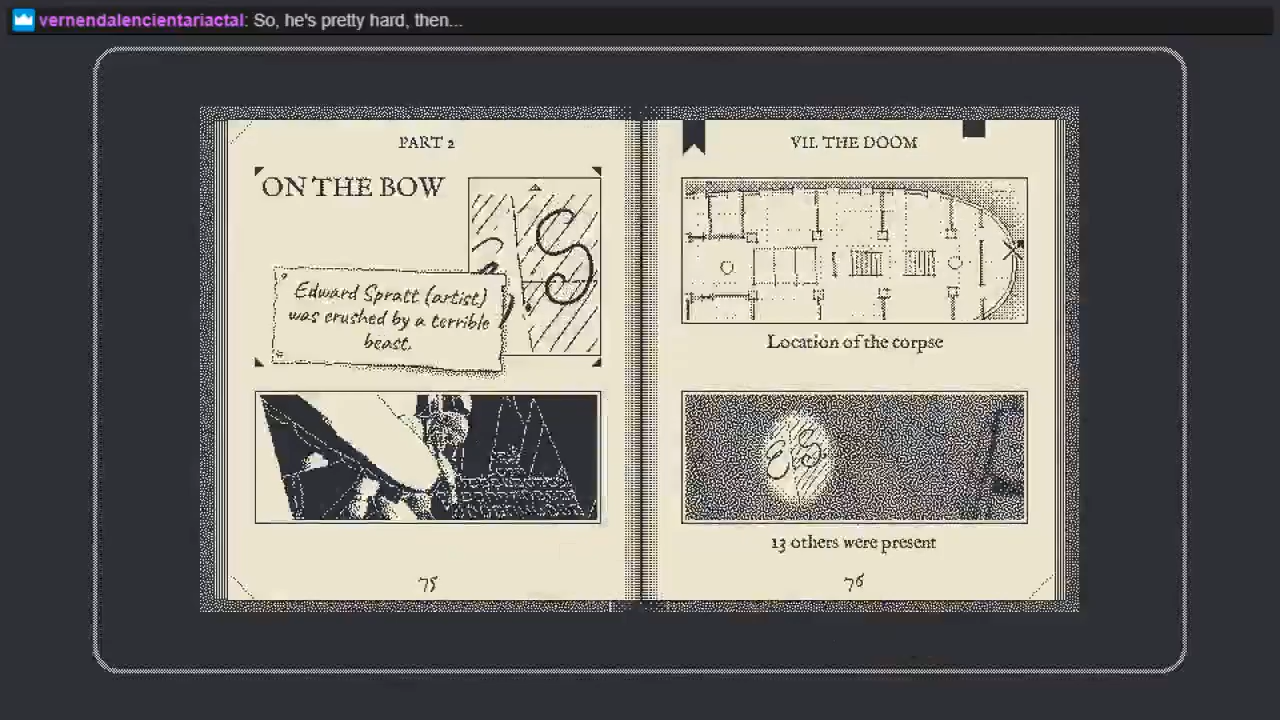 vernendalencientariactal: So, he's pretty hard, then...
PART 2
ON THE BOW
Edward Spratt (artist)
was crushed by a terrible
beast.
75
VII. THE DOOM
Location of the corpse
ES
13 others were present
76